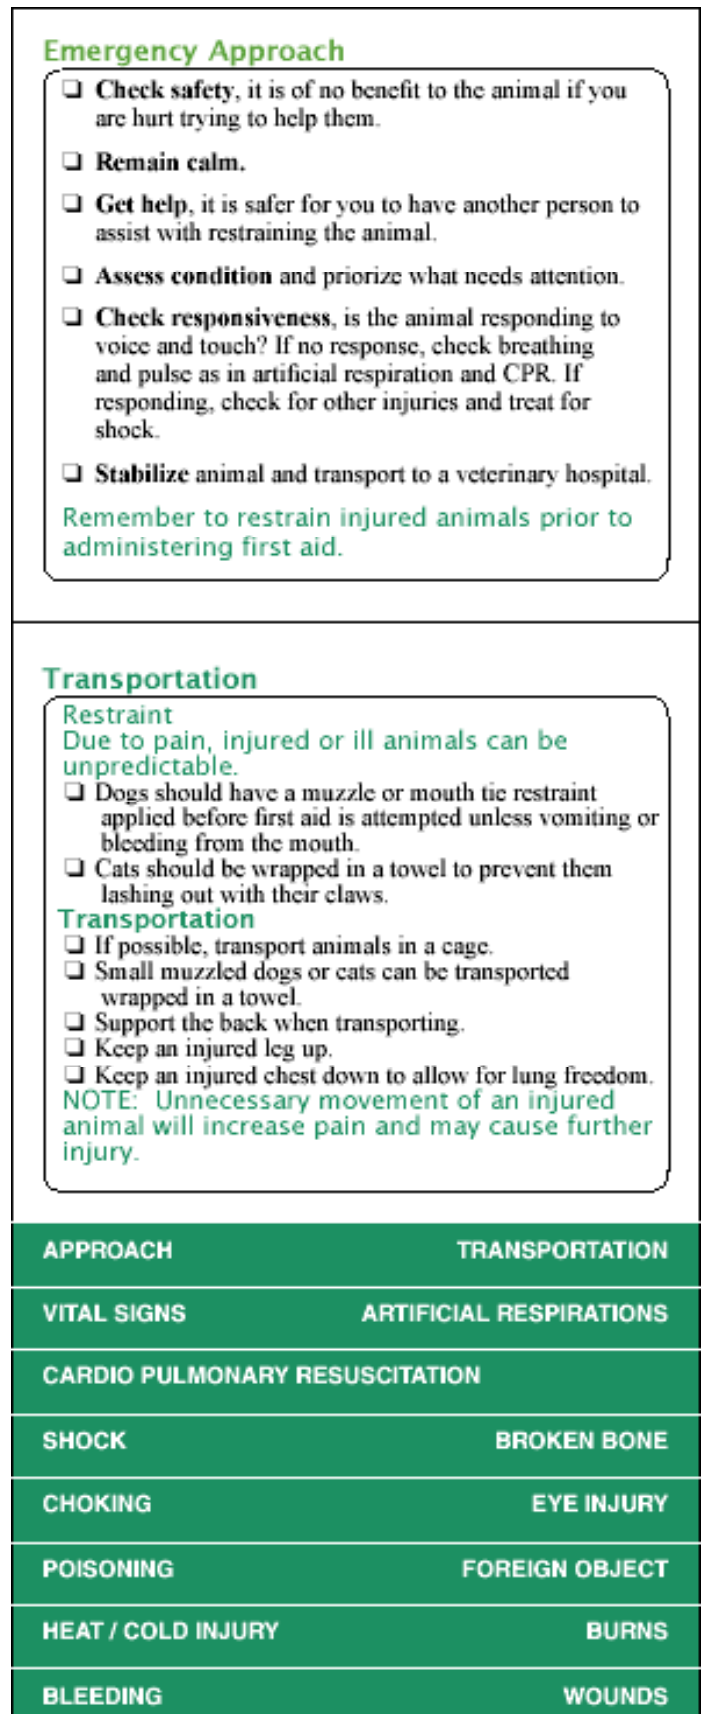 Emergency Approach
❏ Check safety, it is of no benefit to the animal if you
are hurt trying to help them.
❏ Remain calm.
❏ Get help, it is safer for you to have another person to
assist with restraining the animal.
❏ Assess condition and priorize what needs attention.
❏ Check responsiveness, is the animal responding to
voice and touch? If no response, check breathing
and pulse as in artificial respiration and CPR. If
responding, check for other injuries and treat for
shock.
❏ Stabilize animal and transport to a veterinary hospital.
Remember to restrain injured animals prior to
administering first aid.
Transportation
Restraint
Due to pain, injured or ill animals can be
unpredictable.
❏ Dogs should have a muzzle or mouth tie restraint
applied before first aid is attempted unless vomiting or
bleeding from the mouth.
❏ Cats should be wrapped in a towel to prevent them
lashing out with their claws.
Transportation
❏ If possible, transport animals in a cage.
❏ Small muzzled dogs or cats can be transported
wrapped in a towel.
❏ Support the back when transporting.
❏ Keep an injured leg up.
❏ Keep an injured chest down to allow for lung freedom.
NOTE: Unnecessary movement of an injured
animal will increase pain and may cause further
injury.
APPROACH TRANSPORTATION
VITAL SIGNS ARTIFICIAL RESPIRATIONS
CARDIO PULMONARY RESUSCITATION
SHOCK BROKEN BONE
CHOKING EYE INJURY
POISONING FOREIGN OBJECT
HEAT / COLD INJURY BURNS
BLEEDING WOUNDS